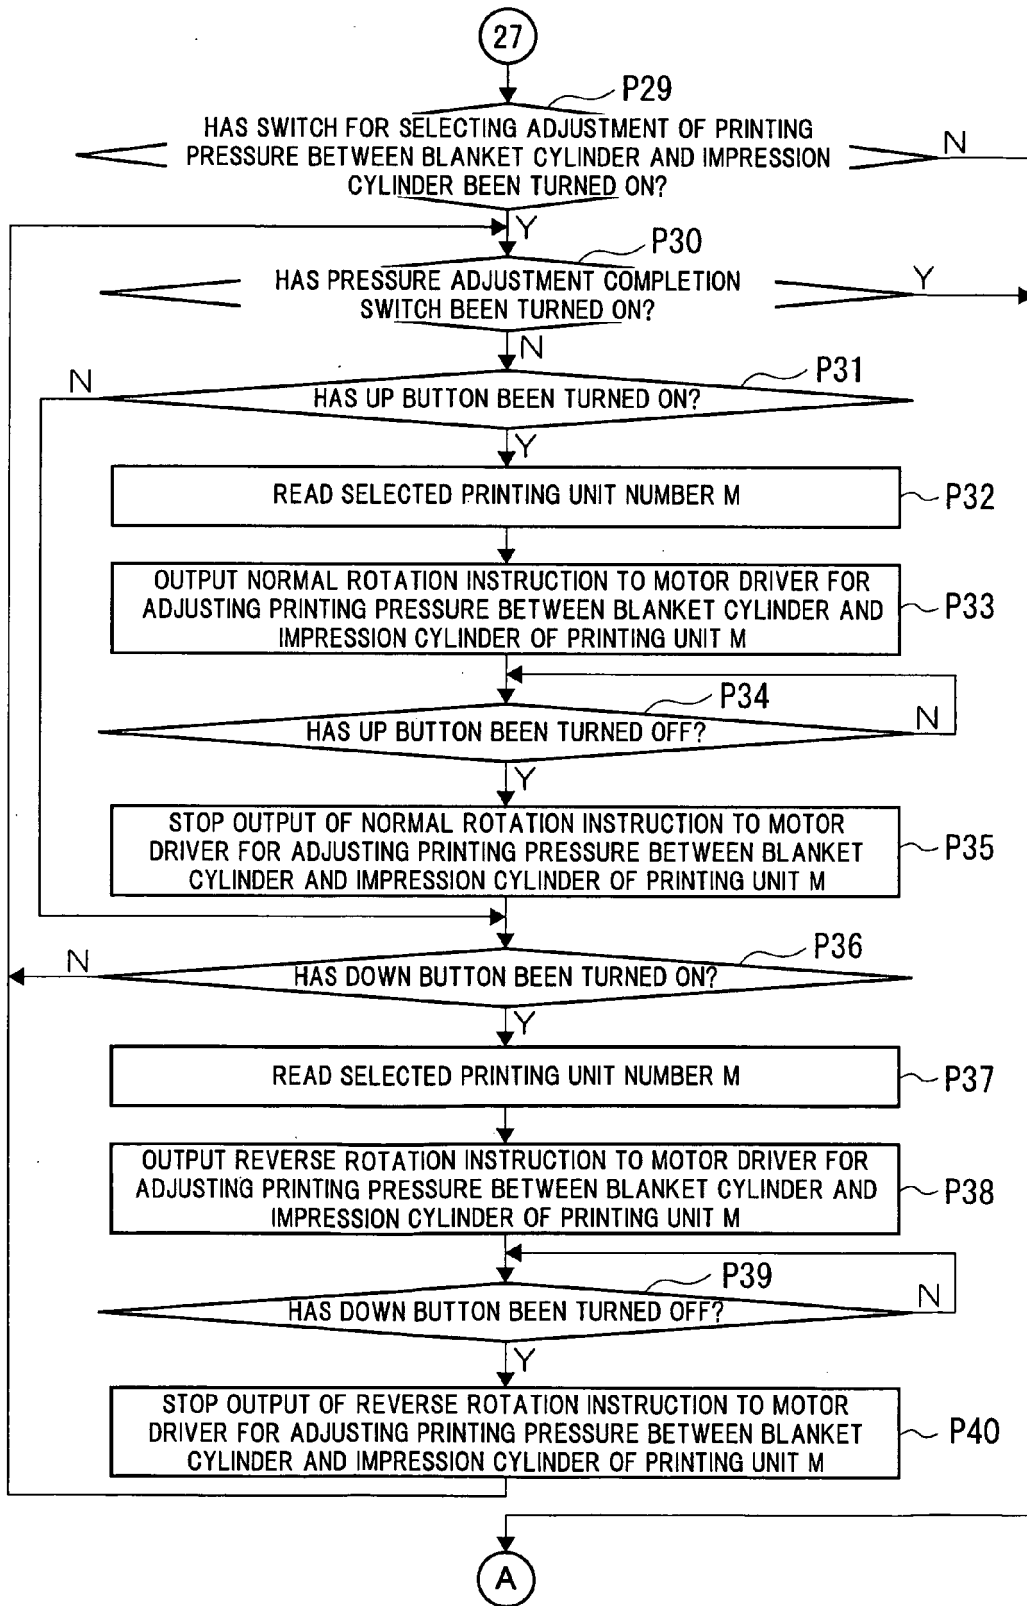 27
P29
HAS SWITCH FOR SELECTING ADJUSTMENT OF PRINTING
PRESSURE BETWEEN BLANKET CYLINDER AND IMPRESSION
CYLINDER BEEN TURNED ON?
N
Y
P30
HAS PRESSURE ADJUSTMENT COMPLETION
SWITCH BEEN TURNED ON?
Y
N
P31
HAS UP BUTTON BEEN TURNED ON?
N
Y
READ SELECTED PRINTING UNIT NUMBER M
P32
OUTPUT NORMAL ROTATION INSTRUCTION TO MOTOR DRIVER FOR
ADJUSTING PRINTING PRESSURE BETWEEN BLANKET CYLINDER AND
IMPRESSION CYLINDER OF PRINTING UNIT M
P33
P34
HAS UP BUTTON BEEN TURNED OFF?
N
Y
STOP OUTPUT OF NORMAL ROTATION INSTRUCTION TO MOTOR
DRIVER FOR ADJUSTING PRINTING PRESSURE BETWEEN BLANKET
CYLINDER AND IMPRESSION CYLINDER OF PRINTING UNIT M
P35
P36
HAS DOWN BUTTON BEEN TURNED ON?
N
Y
READ SELECTED PRINTING UNIT NUMBER M
P37
OUTPUT REVERSE ROTATION INSTRUCTION TO MOTOR DRIVER FOR
ADJUSTING PRINTING PRESSURE BETWEEN BLANKET CYLINDER AND
IMPRESSION CYLINDER OF PRINTING UNIT M
P38
P39
HAS DOWN BUTTON BEEN TURNED OFF?
N
Y
STOP OUTPUT OF REVERSE ROTATION INSTRUCTION TO MOTOR
DRIVER FOR ADJUSTING PRINTING PRESSURE BETWEEN BLANKET
CYLINDER AND IMPRESSION CYLINDER OF PRINTING UNIT M
P40
A